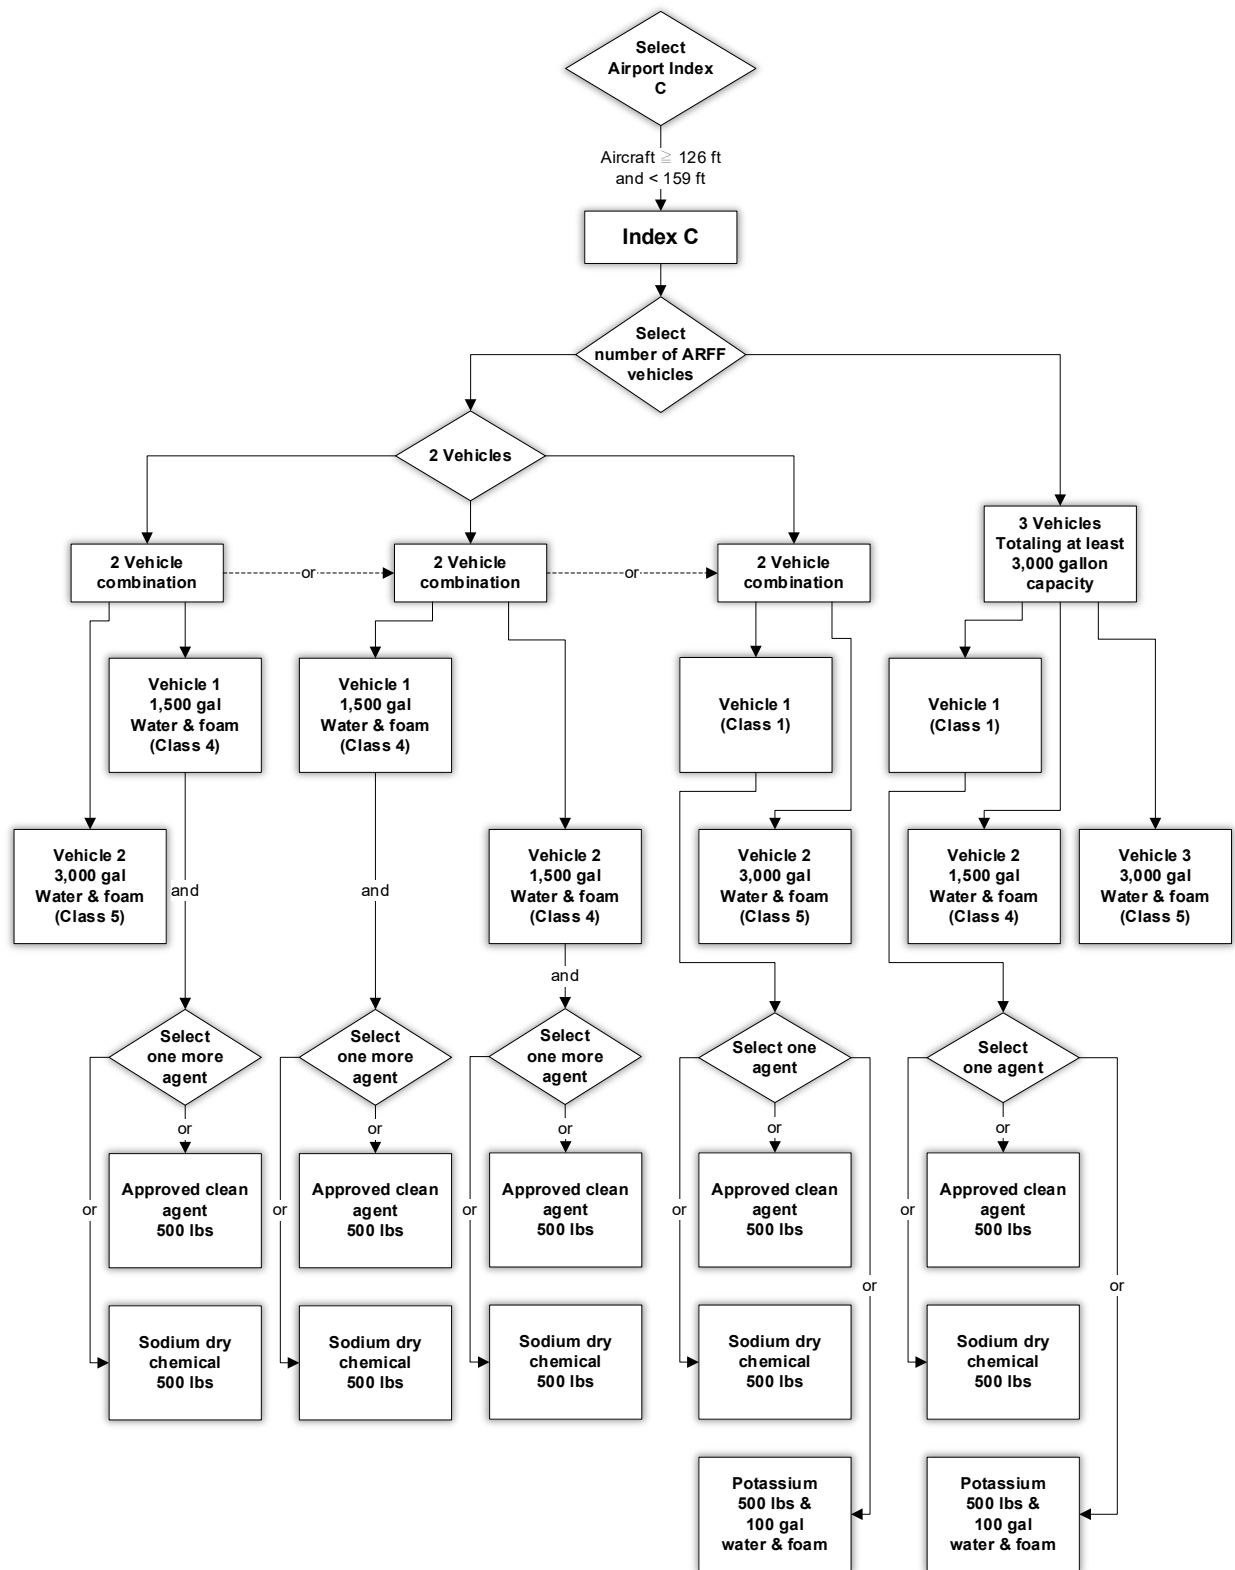 Select
Airport Index
C
Aircraft ≧ 126 ft
and < 159 ft
Index C
Select
number of ARFF
vehicles
2 Vehicles
2 Vehicle
combination
or
2 Vehicle
combination
or
2 Vehicle
combination
3 Vehicles
Totaling at least
3,000 gallon
capacity
Vehicle 1
1,500 gal
Water & foam
(Class 4)
Vehicle 1
1,500 gal
Water & foam
(Class 4)
Vehicle 1
(Class 1)
Vehicle 1
(Class 1)
Vehicle 2
3,000 gal
Water & foam
(Class 5)
and
and
Vehicle 2
1,500 gal
Water & foam
(Class 4)
Vehicle 2
3,000 gal
Water & foam
(Class 5)
Vehicle 2
1,500 gal
Water & foam
(Class 4)
Vehicle 3
3,000 gal
Water & foam
(Class 5)
and
Select
one more
agent
Select
one more
agent
Select
one more
agent
Select one
agent
Select
one agent
or
or
or
or
or
Approved clean
agent
500 lbs
Approved clean
agent
500 lbs
Approved clean
agent
500 lbs
Approved clean
agent
500 lbs
Approved clean
agent
500 lbs
or
or
or
or
or
or
or
Sodium dry
chemical
500 lbs
Sodium dry
chemical
500 lbs
Sodium dry
chemical
500 lbs
Sodium dry
chemical
500 lbs
Sodium dry
chemical
500 lbs
Potassium
500 lbs &
100 gal
water & foam
Potassium
500 lbs &
100 gal
water & foam